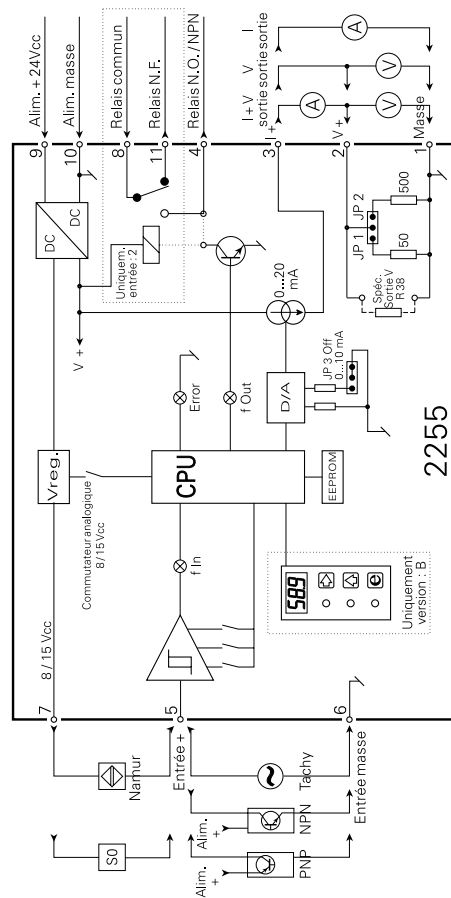 Alim. + 24Vcc
Alim. masse
Relais commun
Relais N.F.
Relais N.O. / NPN
I + V
sortie
V
sortie
I
sortie
I +
V +
Masse
9
10
8
11
4
3
2
1
DC
DC
Uniquem.
entrée : 2
V +
0...20
mA
JP 1
JP 2
50
500
Spéc.
Sortie V
R 38
Vreg.
Commutateur analogique
8/15 Vcc
8 / 15 Vcc
CPU
Error
f Out
f In
D/A
JP 3 Off
0...10 mA
EEPROM
2255
58.9
e
Uniquement
version : B
7
5
6
Namur
Entrée +
Tachy
Entrée masse
S0
Alim.
+
NPN
Alim.
+
PNP
A
V
A
V